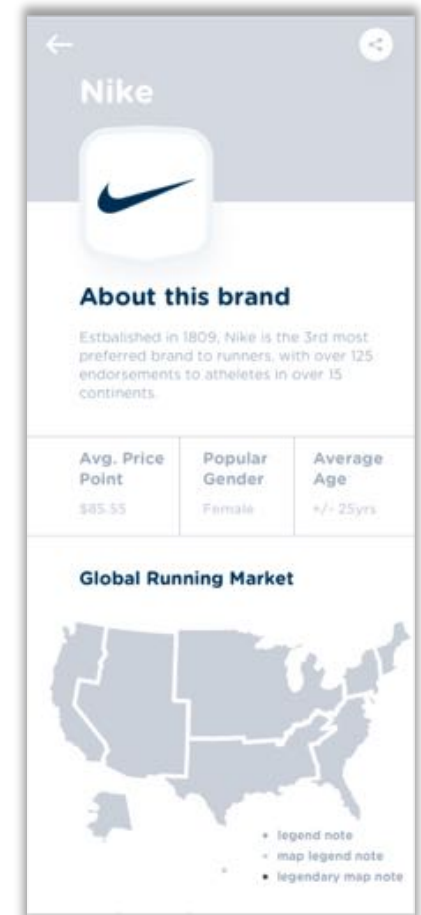 Nike
About this brand
Estbalished in 1809, Nike is the 3rd most
preferred brand to runners, with over 125
endorsements to atheletes in over 15
continents.
Avg. Price
Point
$85.55
Popular
Gender
Female
Average
Age
+/- 25yrs
Global Running Market
legend note
map legend note
legendary map note